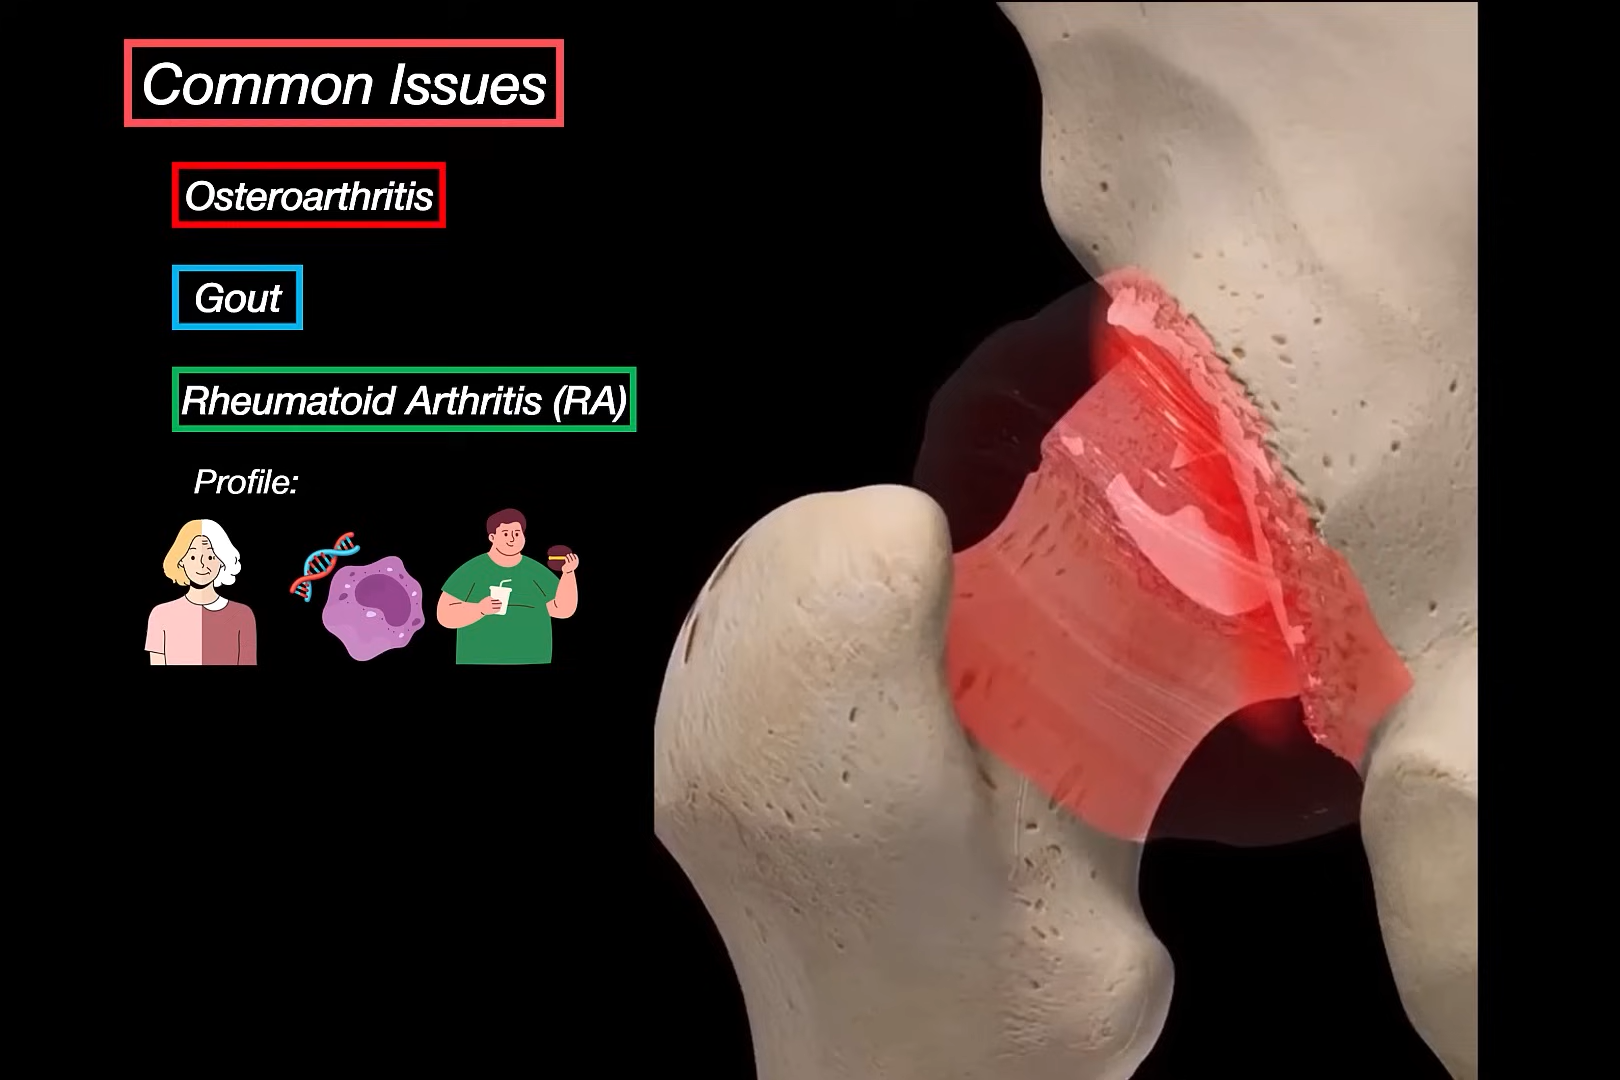 Common Issues
Osteroarthritis
Gout
Rheumatoid Arthritis (RA)
Profile: